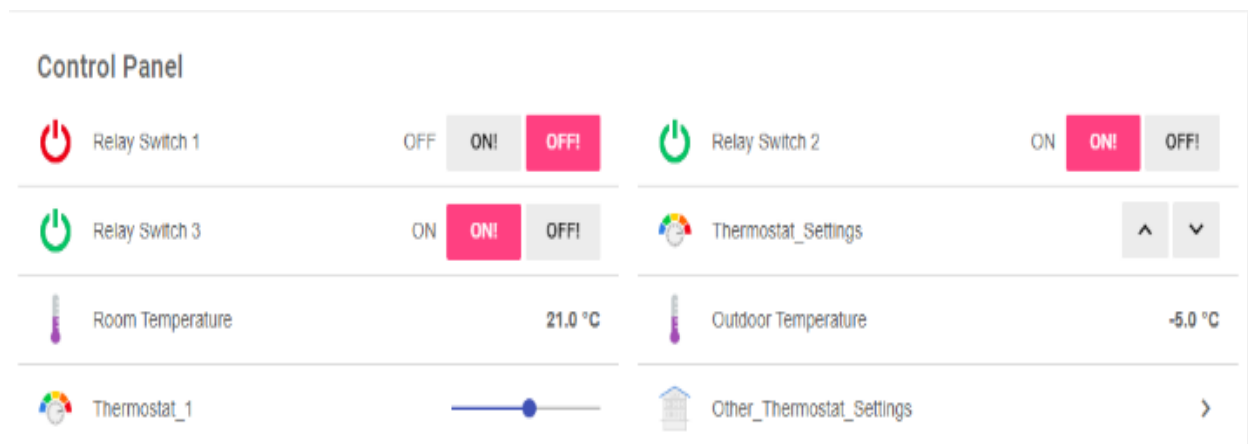 Control Panel
Relay Switch 1 OFF ON! OFF!
Relay Switch 2 ON ON! OFF!
Relay Switch 3 ON ON! OFF!
Thermostat_Settings
Room Temperature 21.0 °C
Outdoor Temperature -5.0 °C
Thermostat_1
Other_Thermostat_Settings